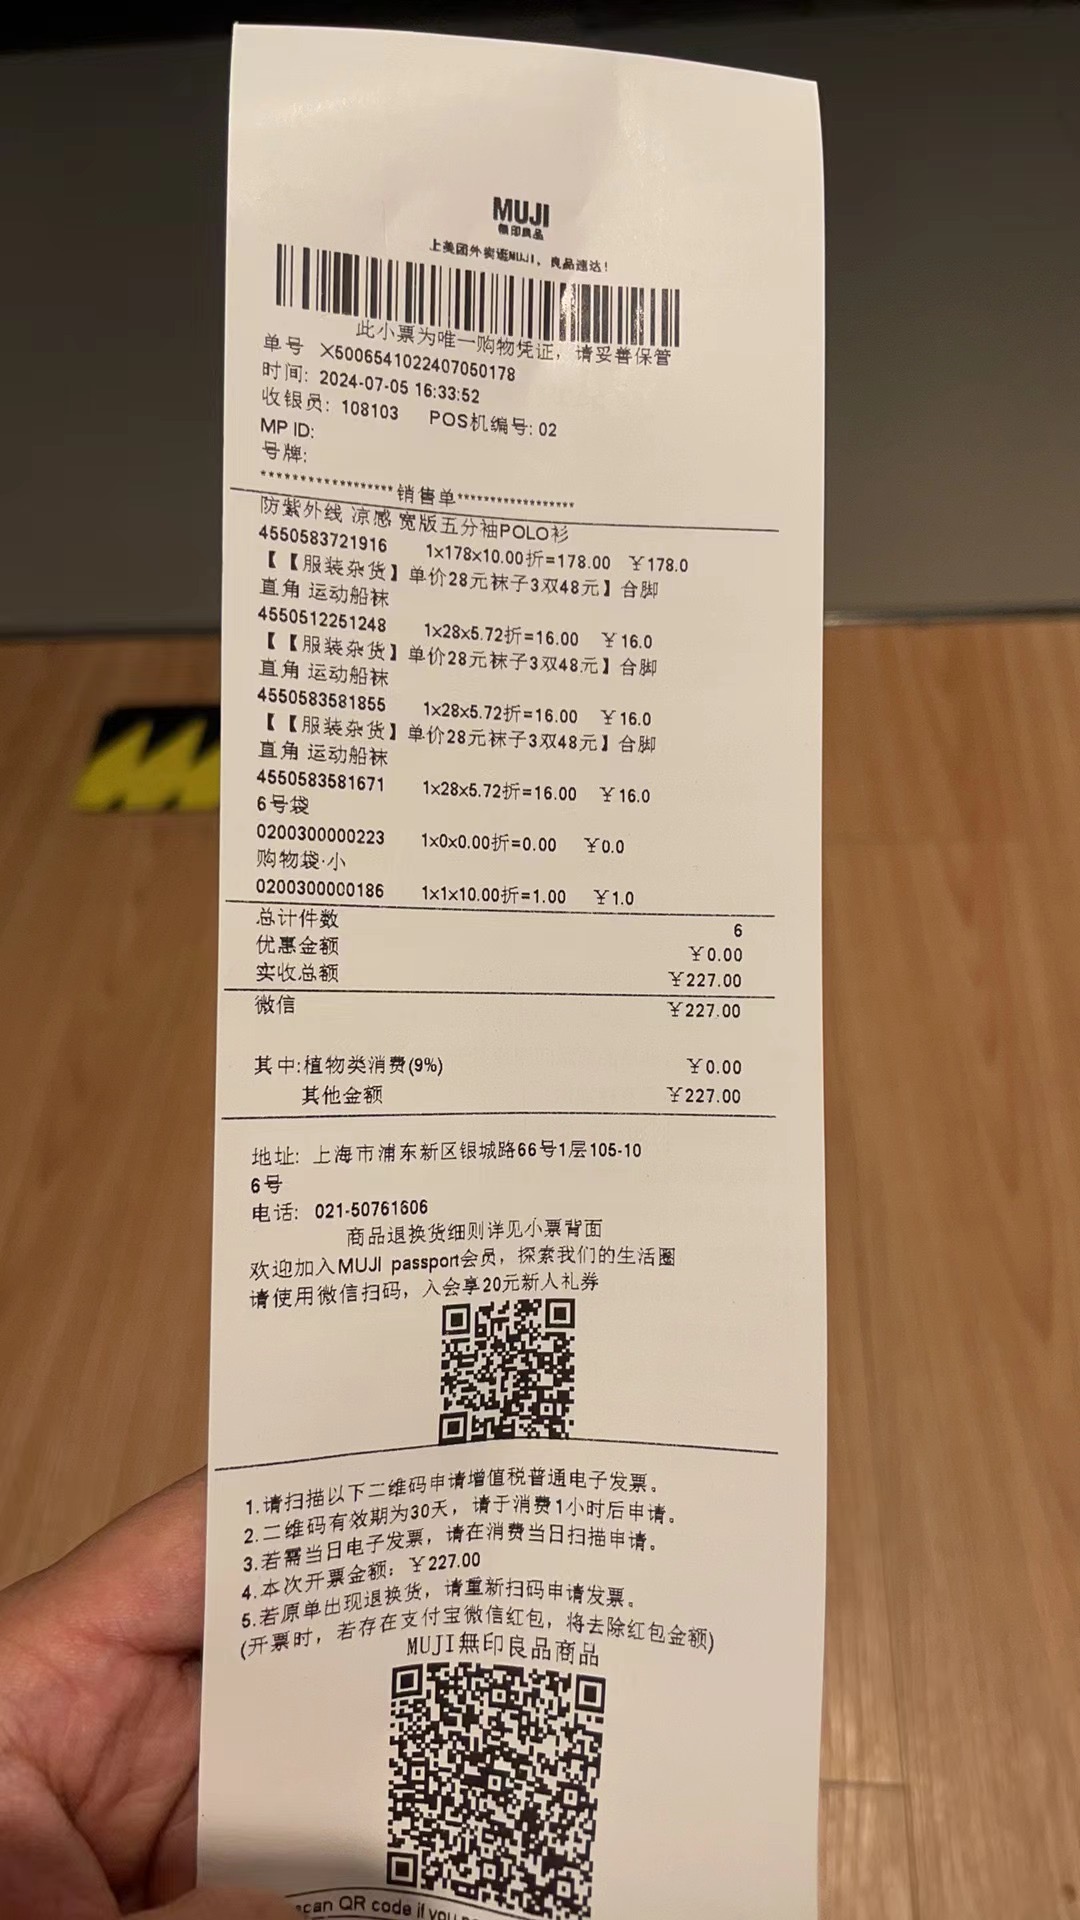 MUJI
無印良品
上美团外卖逛MUJI，良品速达！
此小票为唯一购物凭证，请妥善保管
单号 X5006541022407050178
时间: 2024-07-05 16:33:52
收银员: 108103 POS机编号: 02
MP ID:
号牌:
******************销售单****************
防紫外线 凉感 宽版五分袖POLO衫
4550583721916 1x178x10.00折=178.00 ¥178.0
【【服装杂货】单价28元袜子3双48元】合脚
直角 运动船袜
4550512251248 1x28x5.72折=16.00 ¥16.0
【【服装杂货】单价28元袜子3双48元】合脚
直角 运动船袜
4550583581855 1x28x5.72折=16.00 ¥16.0
【【服装杂货】单价28元袜子3双48元】合脚
直角 运动船袜
4550583581671 1x28x5.72折=16.00 ¥16.0
6号袋
0200300000223 1x0x0.00折=0.00 ¥0.0
购物袋·小
0200300000186 1x1x10.00折=1.00 ¥1.0
总计件数 6
优惠金额 ¥0.00
实收总额 ¥227.00
微信 ¥227.00
其中:植物类消费(9%) ¥0.00
其他金额 ¥227.00
地址: 上海市浦东新区银城路66号1层105-10
6号
电话: 021-50761606
商品退换货细则详见小票背面
欢迎加入MUJI passport会员，探索我们的生活圈
请使用微信扫码，入会享20元新人礼券
1.请扫描以下二维码申请增值税普通电子发票。
2.二维码有效期为30天，请于消费1小时后申请。
3.若需当日电子发票，请在消费当日扫描申请。
4.本次开票金额: ¥227.00
5.若原单出现退换货，请重新扫码申请发票。
(开票时，若存在支付宝微信红包，将去除红包金额)
MUJI無印良品商品
scan QR code if you